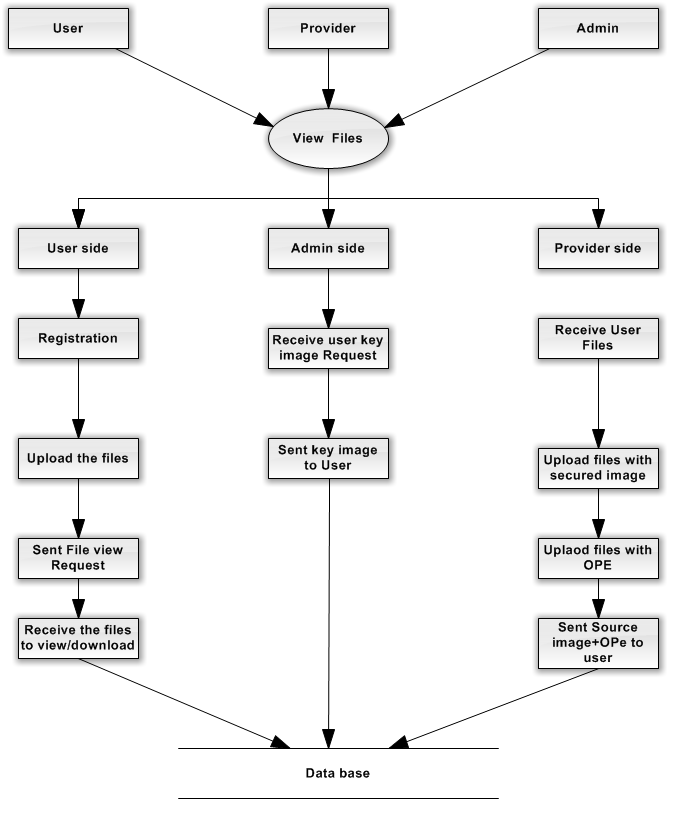 User
Provider
Admin
View Files
User side
Admin side
Provider side
Registration
Receive user key
image Request
Receive User
Files
Upload the files
Sent key image
to User
Upload files with
secured image
Sent File view
Request
Uplaod files with
OPE
Receive the files
to view/download
Sent Source
image+OPe to
user
Data base